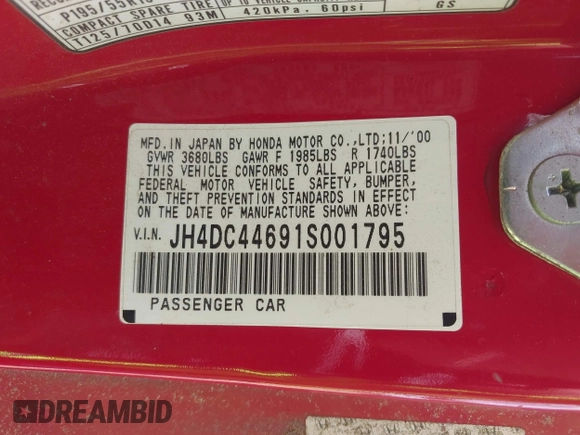 P195/55R15
COMPACT SPARE TIRE
T125/70D14 93M
420kPa. 60psi
GS
MFD. IN JAPAN BY HONDA MOTOR CO.,LTD;11/'00
GVWR 3680LBS GAWR F 1985LBS R 1740LBS
THIS VEHICLE CONFORMS TO ALL APPLICABLE
FEDERAL MOTOR VEHICLE SAFETY, BUMPER,
AND THEFT PREVENTION STANDARDS IN EFFECT
ON THE DATE OF MANUFACTURE SHOWN ABOVE.
V.I.N. JH4DC44691S001795
PASSENGER CAR
DREAMBID